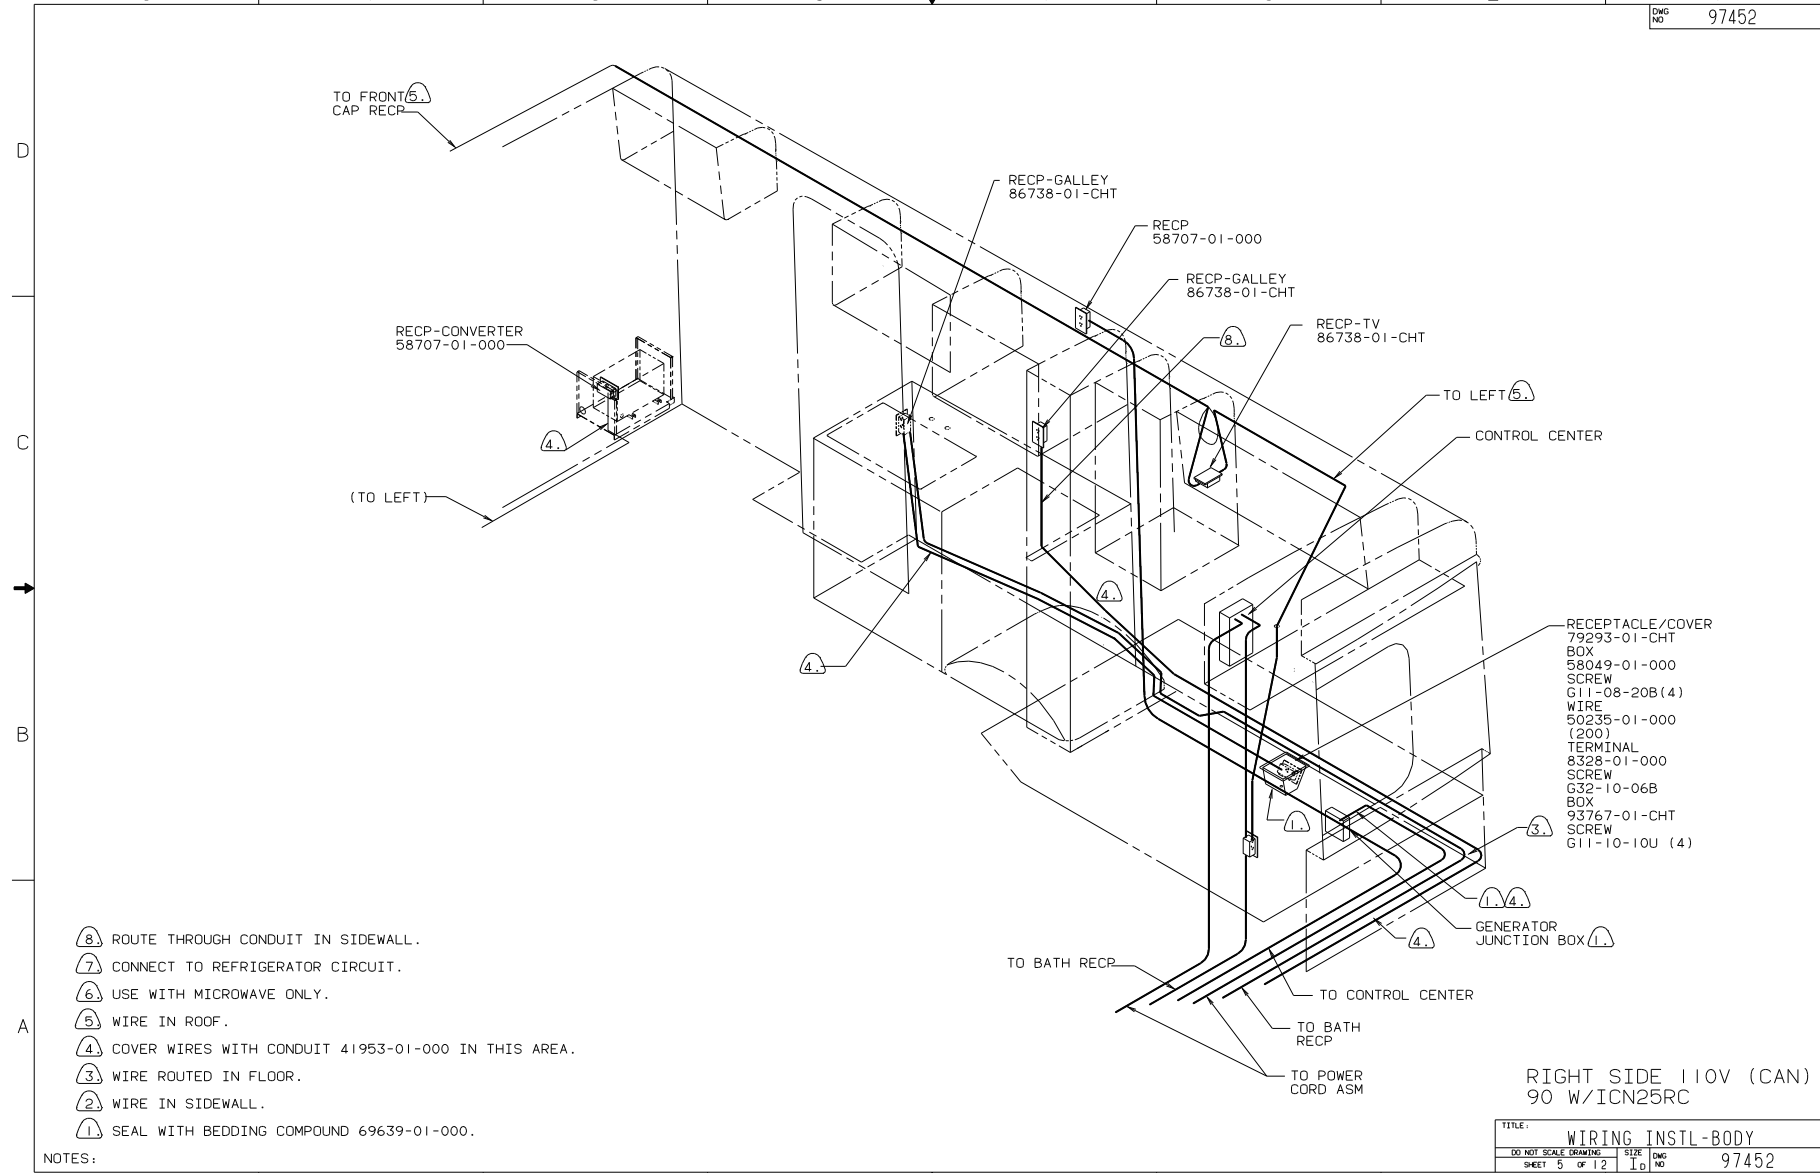 DWG NO 97452
TO FRONT 5.
CAP RECP
D
RECP-GALLEY
86738-01-CHT
RECP
58707-01-000
RECP-GALLEY
86738-01-CHT
RECP-CONVERTER
58707-01-000
8.
RECP-TV
86738-01-CHT
TO LEFT 5.
C
4.
CONTROL CENTER
(TO LEFT)
4.
4.
RECEPTACLE/COVER
79293-01-CHT
BOX
58049-01-000
SCREW
G11-08-20B(4)
WIRE
50235-01-000
(200)
TERMINAL
8328-01-000
SCREW
G32-10-06B
BOX
93767-01-CHT
SCREW
G11-10-10U (4)
B
1.
3.
1. 4.
GENERATOR
JUNCTION BOX 1.
4.
TO BATH RECP
TO CONTROL CENTER
TO BATH
RECP
TO POWER
CORD ASM
A
8. ROUTE THROUGH CONDUIT IN SIDEWALL.
7. CONNECT TO REFRIGERATOR CIRCUIT.
6. USE WITH MICROWAVE ONLY.
5. WIRE IN ROOF.
4. COVER WIRES WITH CONDUIT 41953-01-000 IN THIS AREA.
3. WIRE ROUTED IN FLOOR.
2. WIRE IN SIDEWALL.
1. SEAL WITH BEDDING COMPOUND 69639-01-000.
NOTES:
RIGHT SIDE 110V (CAN)
90 W/ICN25RC
TITLE:
WIRING INSTL-BODY
DO NOT SCALE DRAWING
SHEET 5 OF 12
SIZE
D
DWG NO 97452